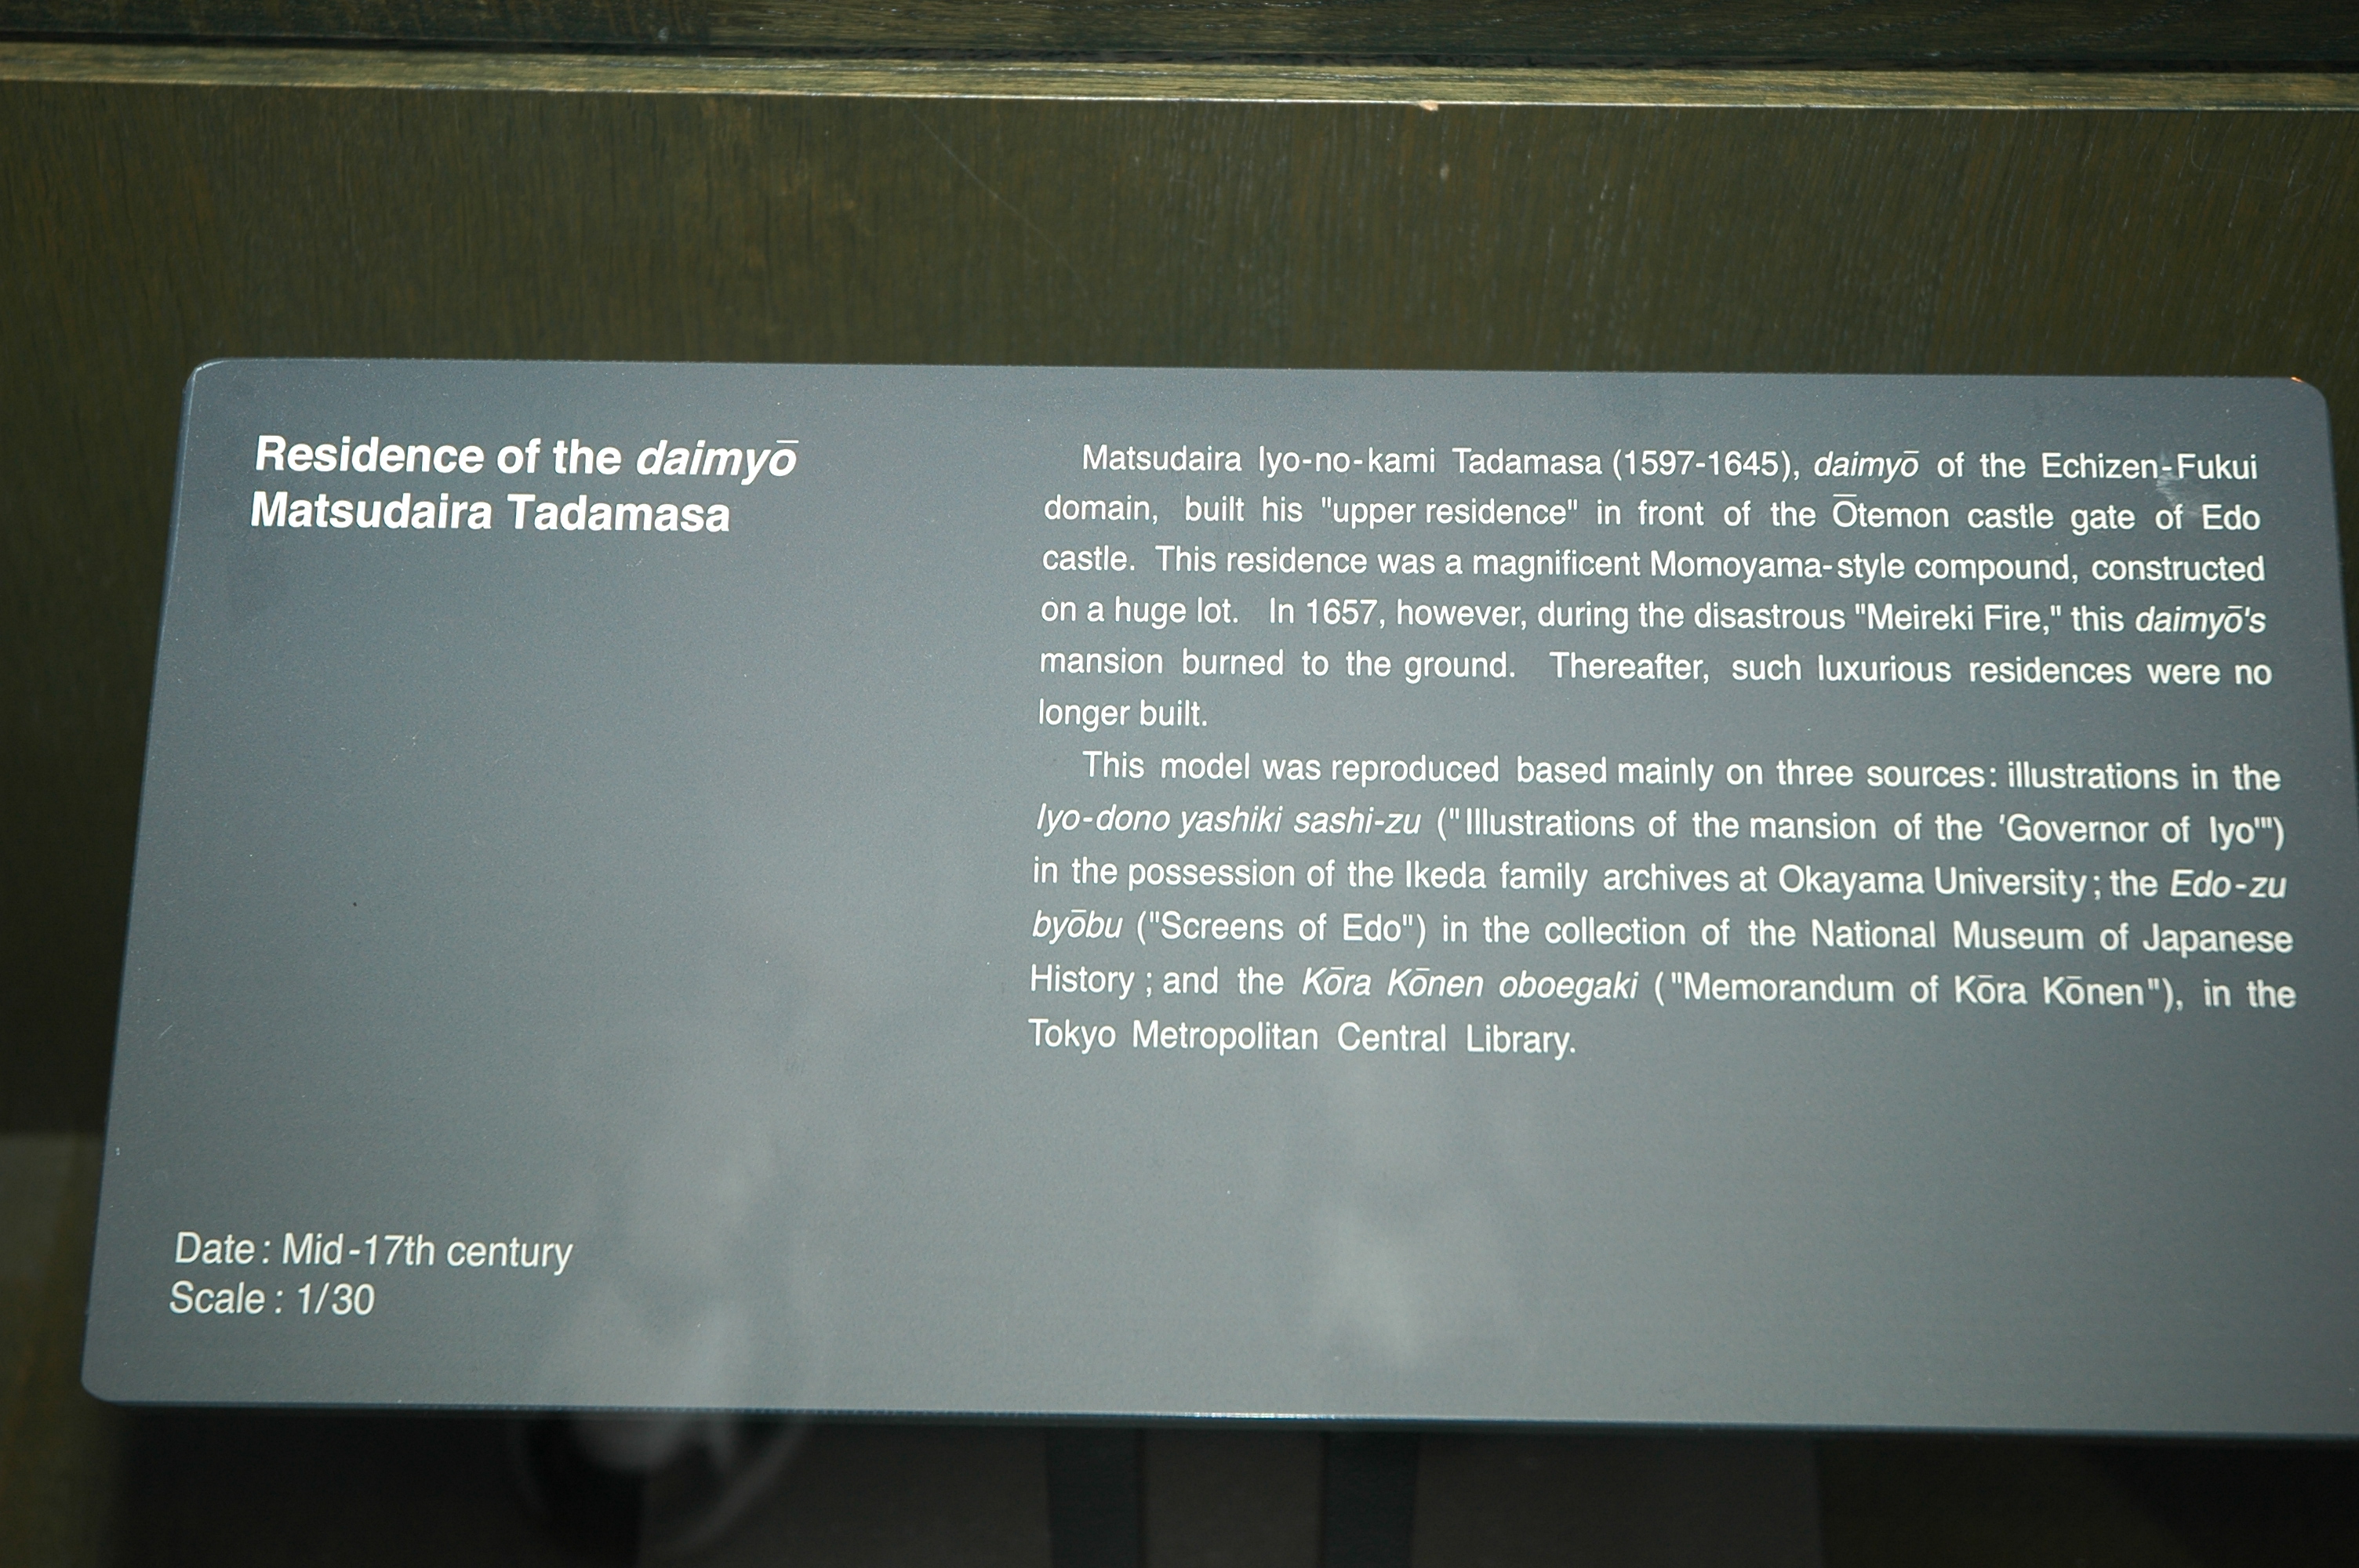 Residence of the daimyō
Matsudaira Tadamasa
Matsudaira Iyo-no-kami Tadamasa (1597-1645), daimyō of the Echizen-Fukui
domain, built his "upper residence" in front of the Ōtemon castle gate of Edo
castle. This residence was a magnificent Momoyama-style compound, constructed
on a huge lot. In 1657, however, during the disastrous "Meireki Fire," this daimyō's
mansion burned to the ground. Thereafter, such luxurious residences were no
longer built.
This model was reproduced based mainly on three sources: illustrations in the
Iyo-dono yashiki sashi-zu ("Illustrations of the mansion of the 'Governor of Iyo'")
in the possession of the Ikeda family archives at Okayama University; the Edo-zu
byōbu ("Screens of Edo") in the collection of the National Museum of Japanese
History; and the Kōra Kōnen oboegaki ("Memorandum of Kōra Kōnen"), in the
Tokyo Metropolitan Central Library.
Date: Mid-17th century
Scale: 1/30